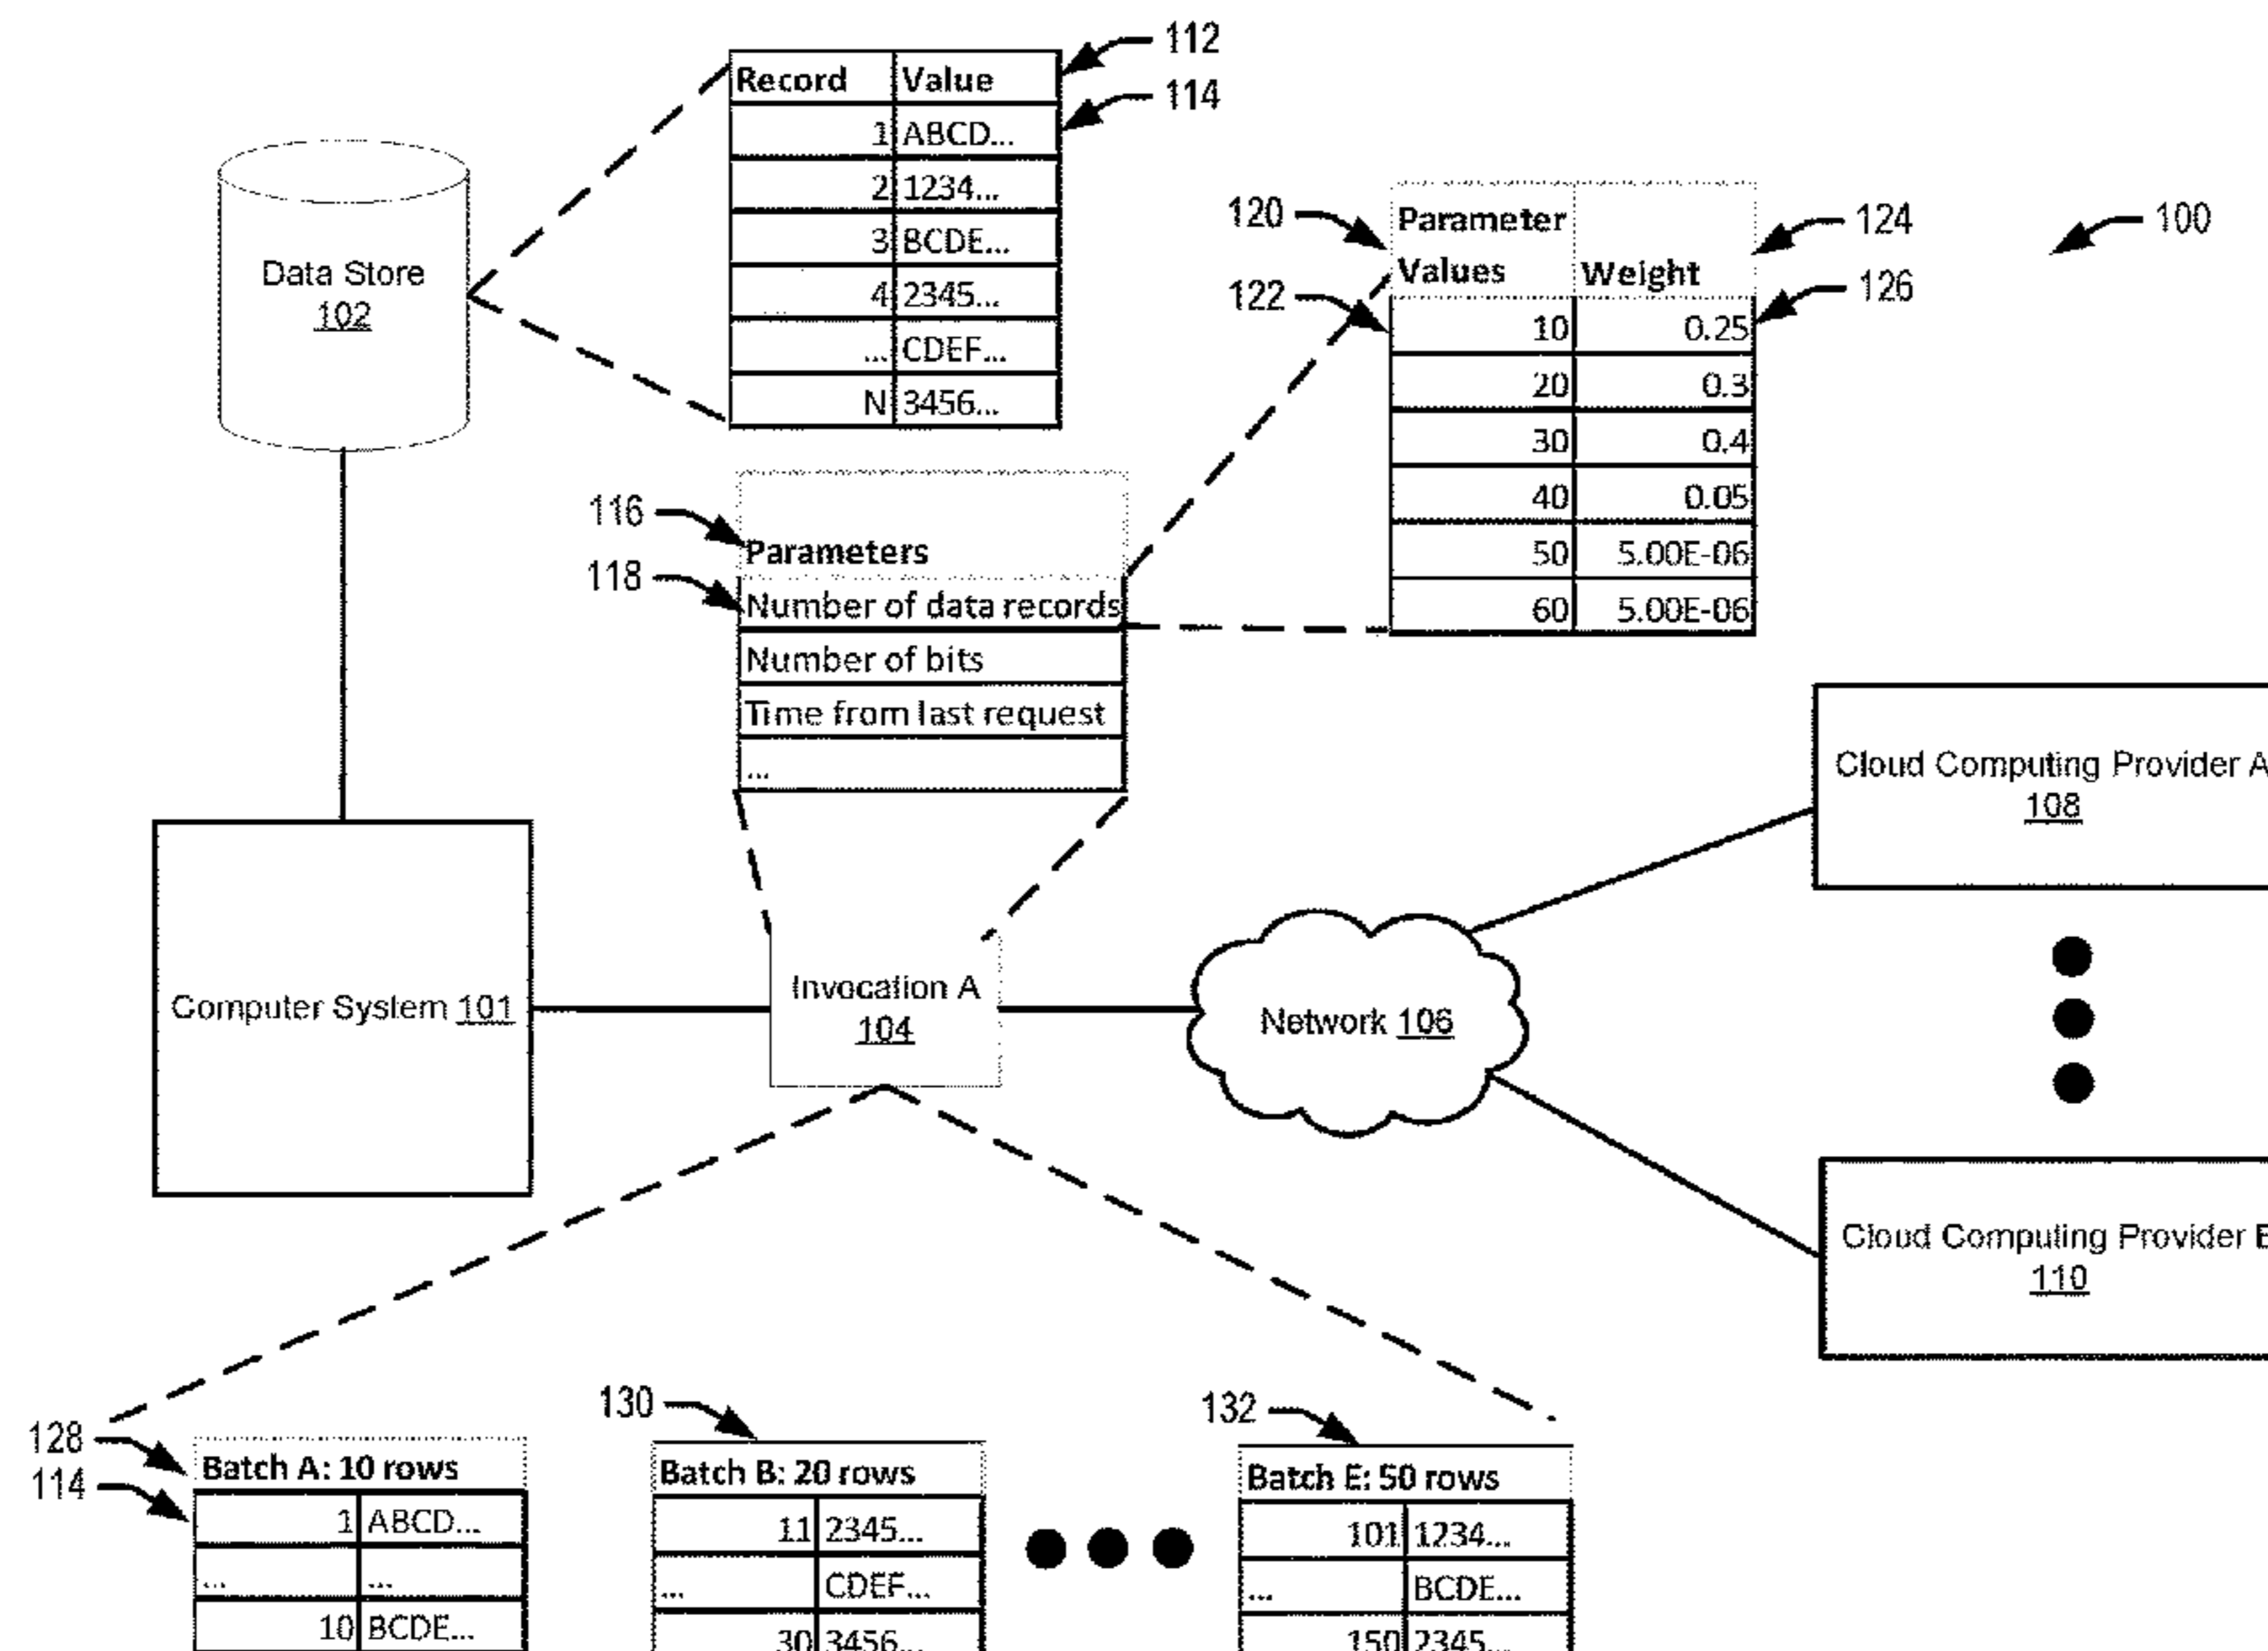 112
Record Value
114
1 ABCD...
2 1234...
3 BCDE...
4 2345...
... CDEF...
N 3456...
Data Store
102
120
124
100
Parameter
Values Weight
122
126
10 0.25
20 0.3
30 0.4
40 0.05
50 5.00E-06
60 5.00E-06
116
Parameters
118
Number of data records
Number of bits
Time from last request
...
Cloud Computing Provider A
108
Computer System 101
Invocation A
104
Network 106
Cloud Computing Provider
110
128
Batch A: 10 rows
114
1 ABCD...
... ...
10 BCDE...
130
Batch B: 20 rows
11 2345...
... CDEF...
30 3456...
132
Batch E: 50 rows
101 1234...
... BCDE...
150 2345...